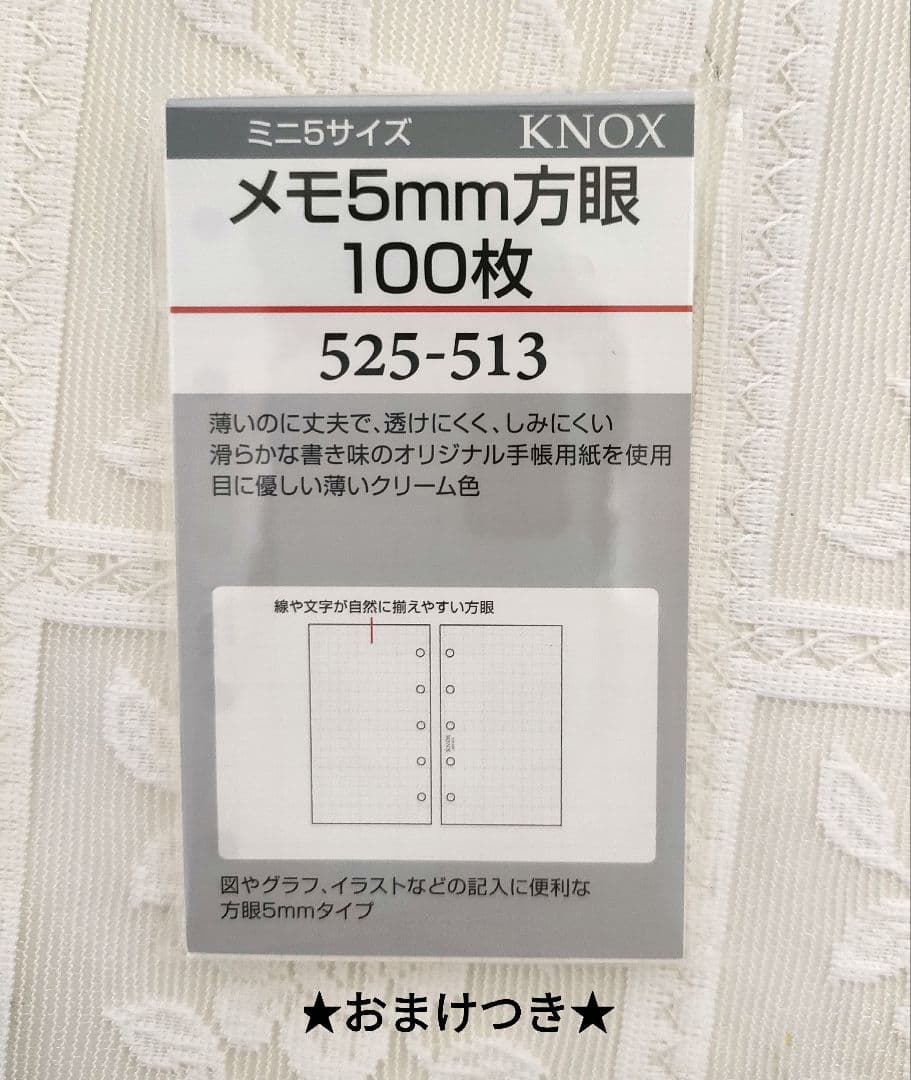 ミニ5サイズ KNOX
メモ5mm方眼
100枚
525-513
薄いのに丈夫で、透けにくく、しみにくい
滑らかな書き味のオリジナル手帳用紙を使用
目に優しい薄いクリーム色
線や文字が自然に揃えやすい方眼
KNOX
図やグラフ、イラストなどの記入に便利な
方眼5mmタイプ
★おまけつき★